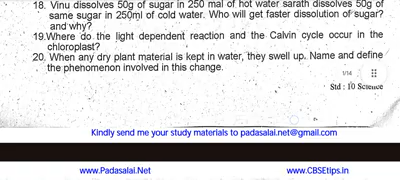 18. Vinu dissolves 50g of sugar in 250 mal of hot water sarath dissolves 50g of
same sugar in 250ml of cold water. Who will get faster dissolution of sugar?
and why?
19.Where do the light dependent reaction and the Calvin cycle occur in the
chloroplast?
20. When any dry plant material is kept in water, they swell up. Name and define
the phenomenon involved in this change.
1/14
Std : 10 Science
Kindly send me your study materials to padasalai.net@gmail.com
www.Padasalai.Net www.CBSEtips.in